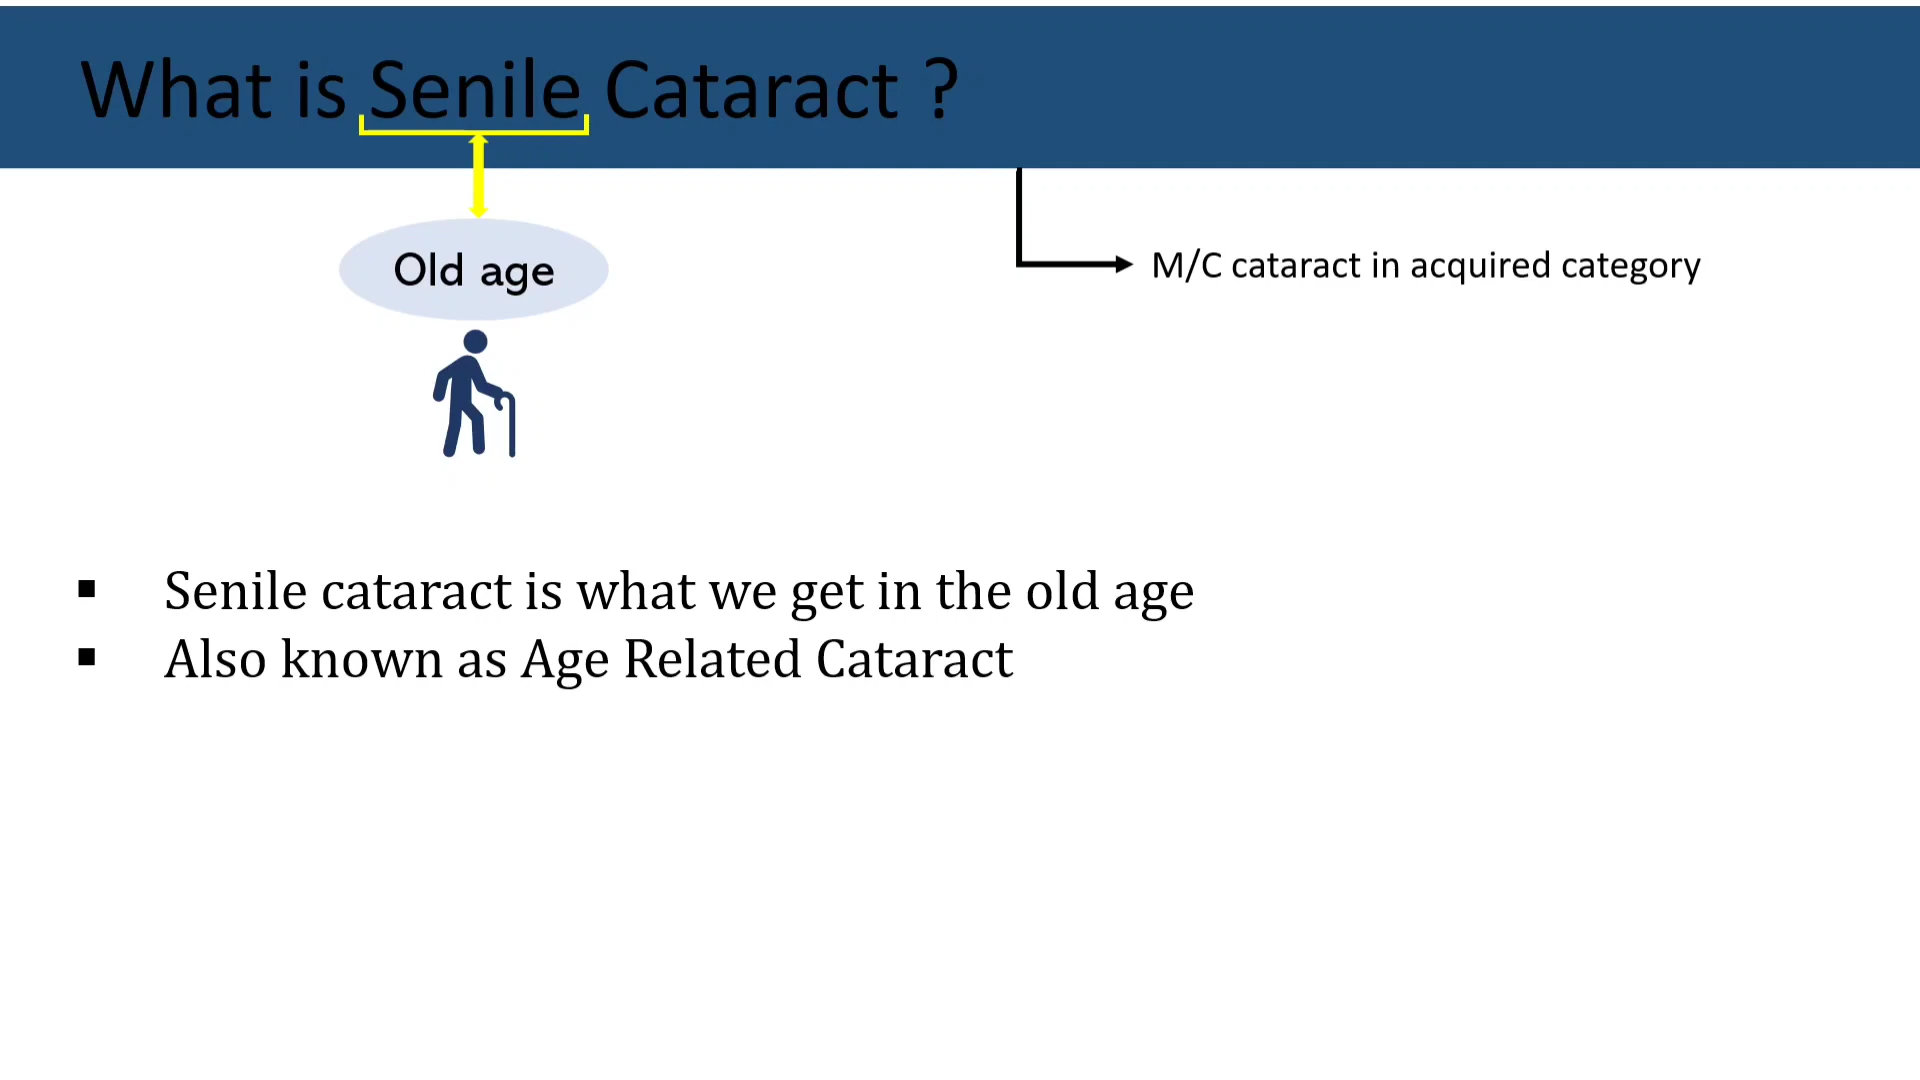 What is Senile Cataract ?
Old age
M/C cataract in acquired category
▪ Senile cataract is what we get in the old age
▪ Also known as Age Related Cataract